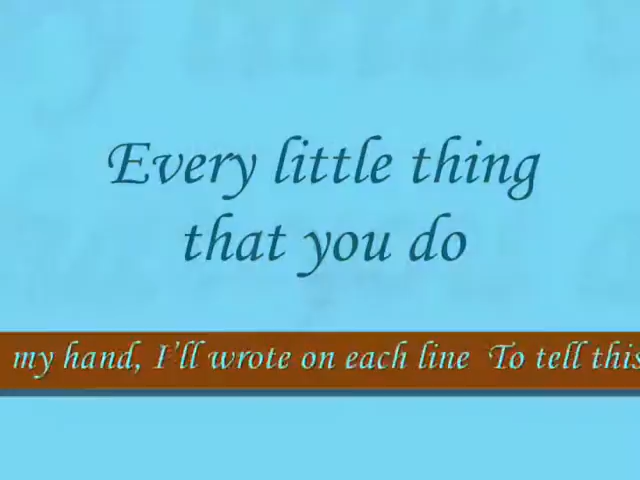 Every little thing
that you do
my hand, I'll wrote on each line To tell this